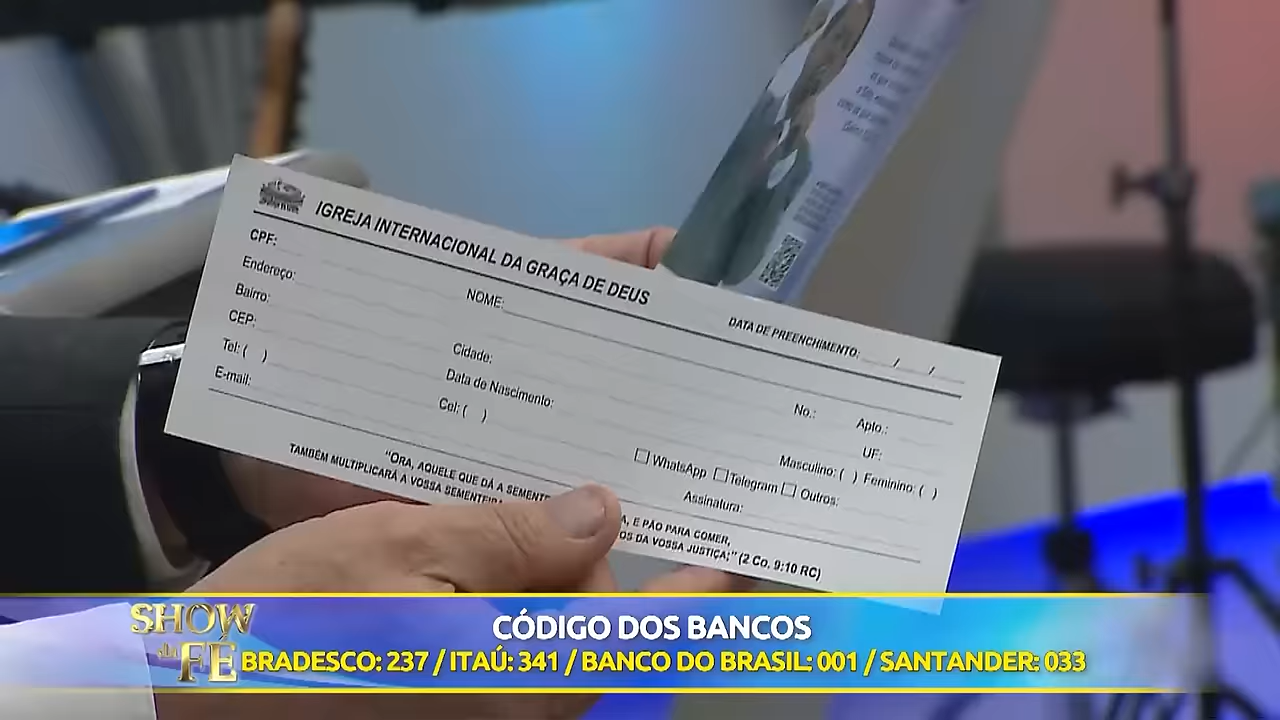 IGREJA INTERNACIONAL DA GRAÇA DE DEUS
DATA DE PREENCHIMENTO: / /
CPF:
NOME:
Endereço:
No.: Apto.:
Bairro:
Cidade:
UF:
CEP:
Data de Nascimento:
Masculino: ( ) Feminino: ( )
Tel: ( )
Cel: ( )
WhatsApp Telegram Outros:
E-mail:
Assinatura:
"ORA, AQUELE QUE DÁ A SEMENTE A, E PÃO PARA COMER,
TAMBÉM MULTIPLICARÁ A VOSSA SEMENTEIRA OS DA VOSSA JUSTIÇA;" (2 Co. 9:10 RC)
SHOW da FÉ
CÓDIGO DOS BANCOS
BRADESCO: 237 / ITAÚ: 341 / BANCO DO BRASIL: 001 / SANTANDER: 033